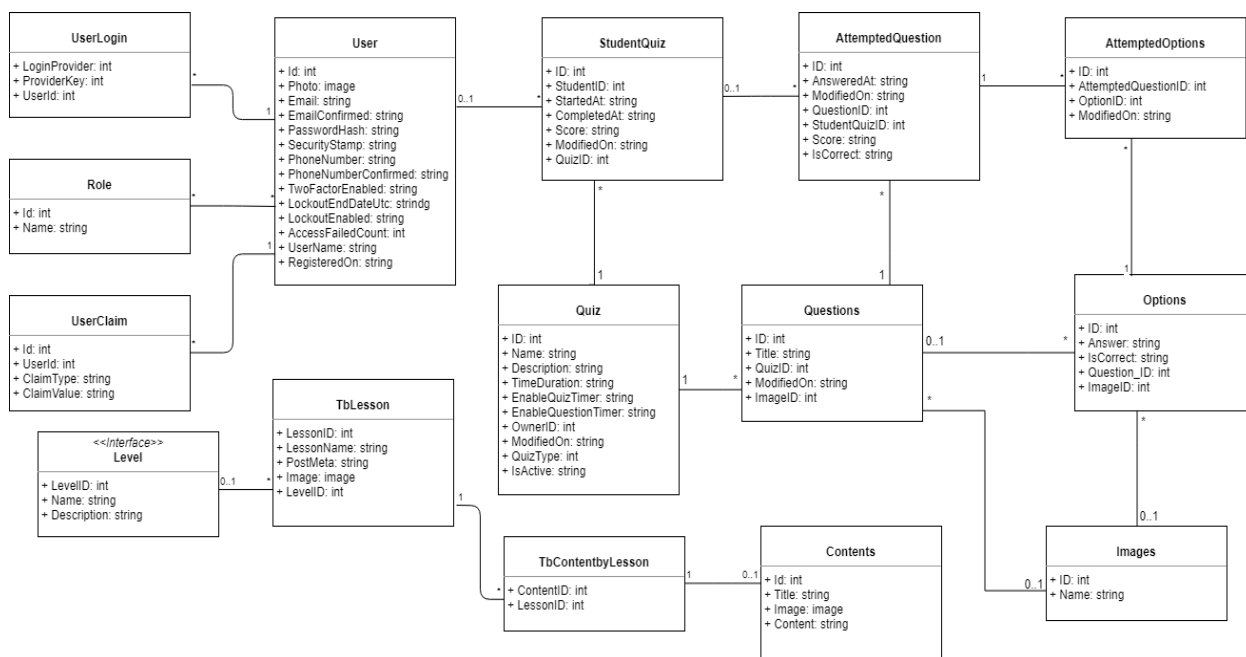 UserLogin
+ LoginProvider: int
+ ProviderKey: int
+ UserId: int
*
1
User
+ Id: int
+ Photo: image
+ Email: string
+ EmailConfirmed: string
+ PasswordHash: string
+ SecurityStamp: string
+ PhoneNumber: string
+ PhoneNumberConfirmed: string
+ TwoFactorEnabled: string
+ LockoutEndDateUtc: strindg
+ LockoutEnabled: string
+ AccessFailedCount: int
+ UserName: string
+ RegisteredOn: string
0..1
*
StudentQuiz
+ ID: int
+ StudentID: int
+ StartedAt: string
+ CompletedAt: string
+ Score: string
+ ModifiedOn: string
+ QuizID: int
0..1
*
AttemptedQuestion
+ ID: int
+ AnsweredAt: string
+ ModifiedOn: string
+ QuestionID: int
+ StudentQuizID: int
+ Score: string
+ IsCorrect: string
1
*
AttemptedOptions
+ ID: int
+ AttemptedQuestionID: int
+ OptionID: int
+ ModifiedOn: string
Role
+ Id: int
+ Name: string
*
*
UserClaim
+ Id: int
+ UserId: int
+ ClaimType: string
+ ClaimValue: string
*
1
*
1
*
1
*
1
Quiz
+ ID: int
+ Name: string
+ Description: string
+ TimeDuration: string
+ EnableQuizTimer: string
+ EnableQuestionTimer: string
+ OwnerID: int
+ ModifiedOn: string
+ QuizType: int
+ IsActive: string
1
*
Questions
+ ID: int
+ Title: string
+ QuizID: int
+ ModifiedOn: string
+ ImageID: int
0..1
*
Options
+ ID: int
+ Answer: string
+ IsCorrect: string
+ Question_ID: int
+ ImageID: int
<<Interface>>
Level
+ LevelID: int
+ Name: string
+ Description: string
0..1
*
TbLesson
+ LessonID: int
+ LessonName: string
+ PostMeta: string
+ Image: image
+ LevelID: int
1
*
TbContentbyLesson
+ ContentID: int
+ LessonID: int
1
0..1
Contents
+ Id: int
+ Title: string
+ Image: image
+ Content: string
*
0..1
*
0..1
Images
+ ID: int
+ Name: string